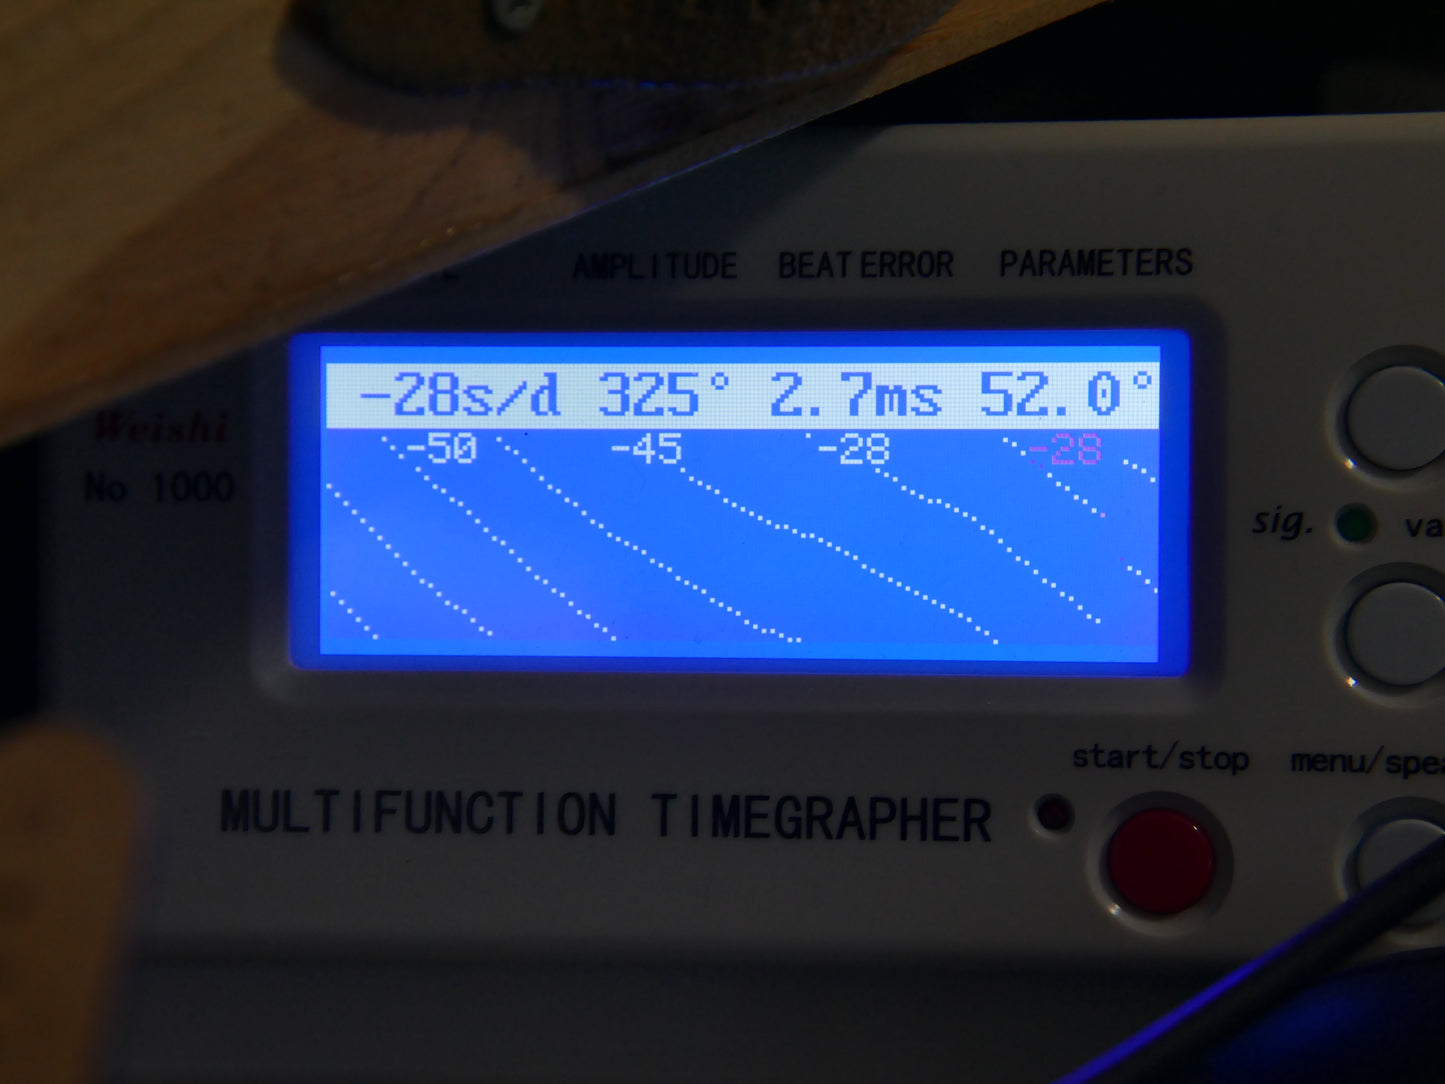 AMPLITUDE BEAT ERROR PARAMETERS
-28s/d 325° 2.7ms 52.0°
-50 -45 -28 -28
Weishi
No 1000
sig.
start/stop
MULTIFUNCTION TIMEGRAPHER